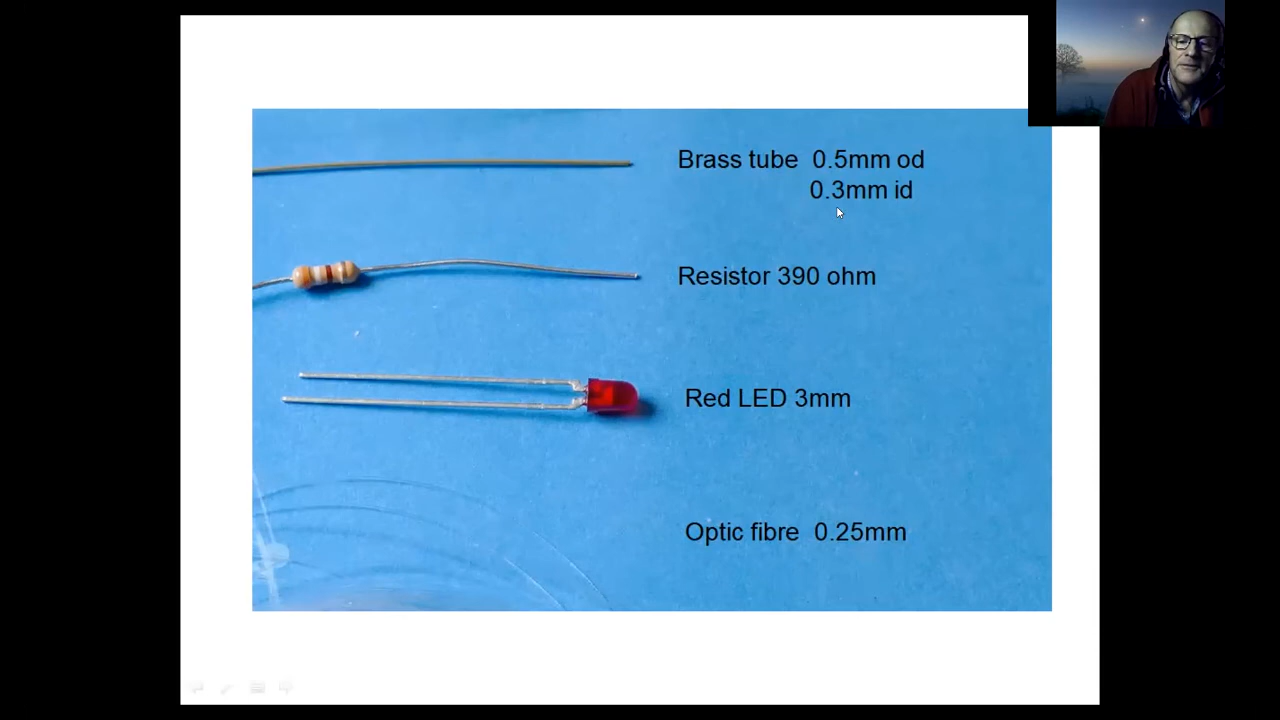 Brass tube 0.5mm od
0.3mm id
Resistor 390 ohm
Red LED 3mm
Optic fibre 0.25mm